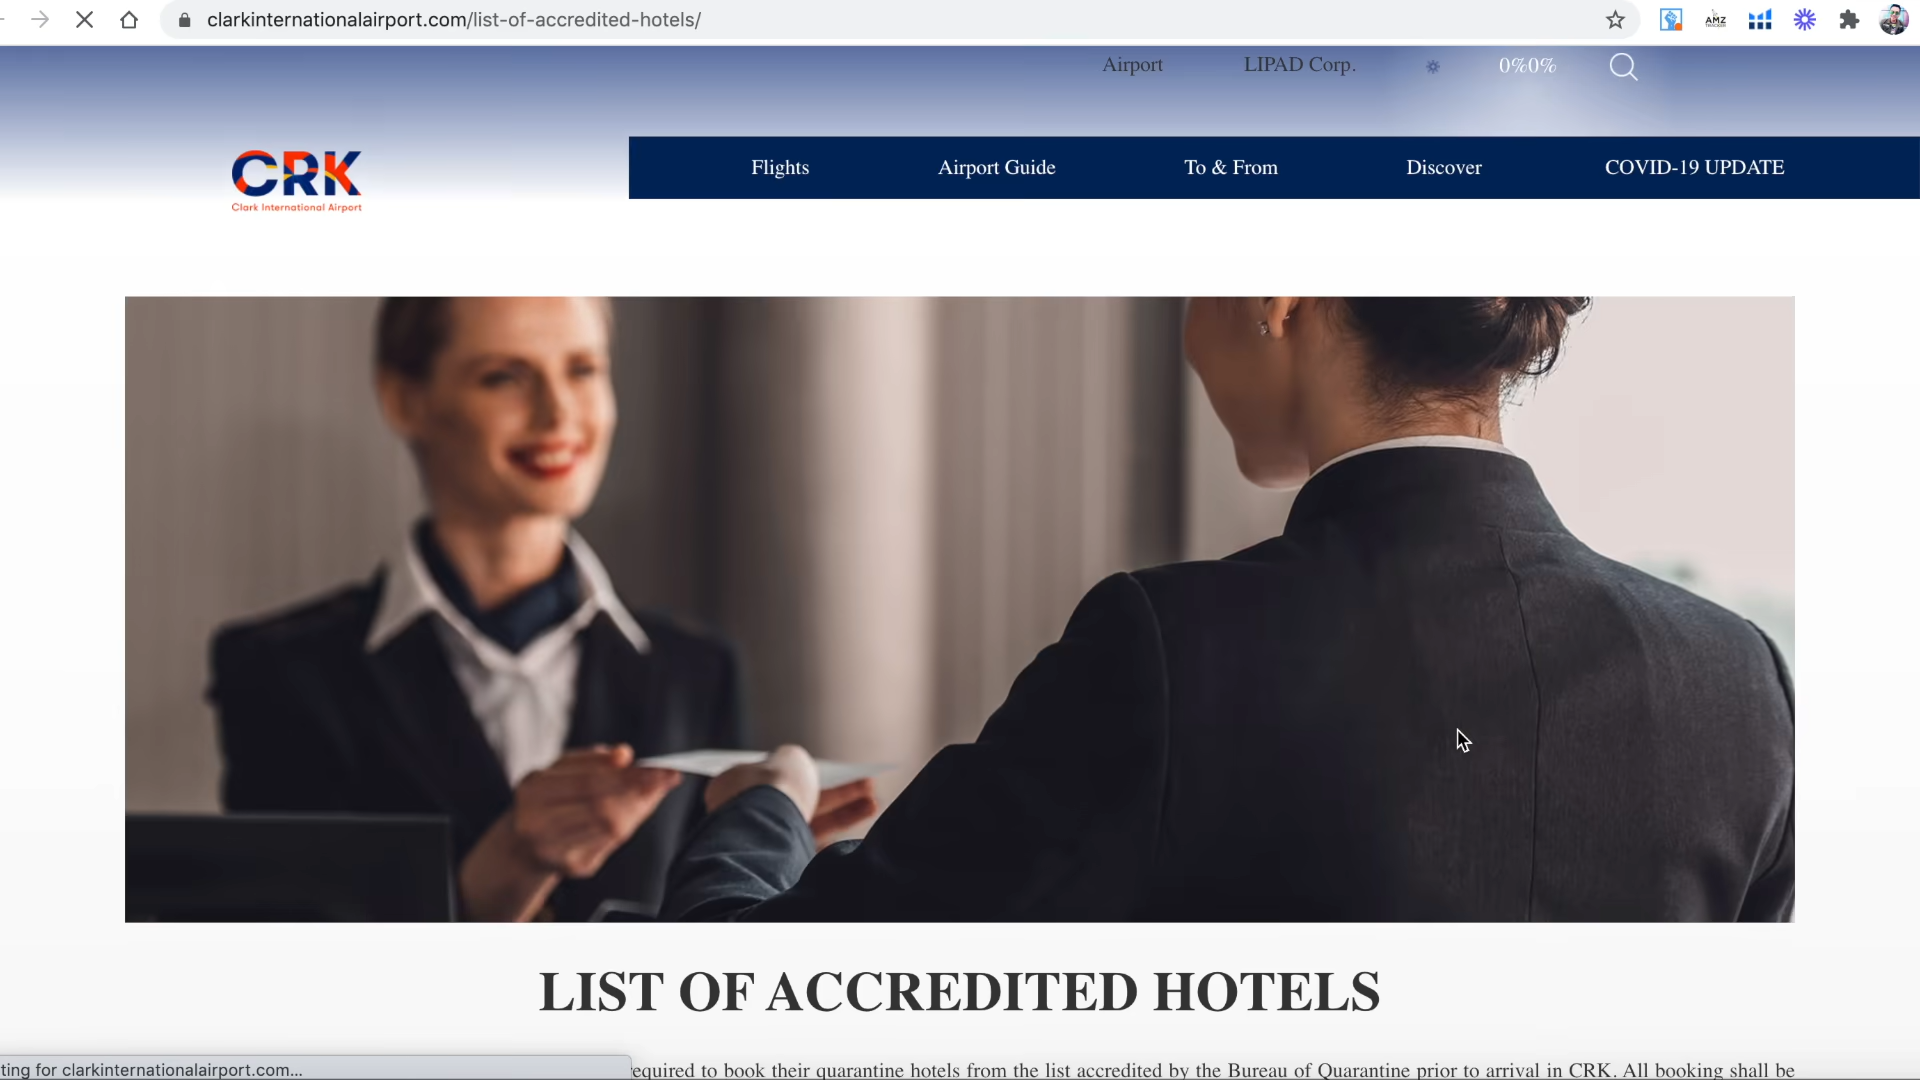 clarkinternationalairport.com/list-of-accredited-hotels/
AMZ
Airport LIPAD Corp. 0%0%
CRK
Clark International Airport
Flights Airport Guide To & From Discover COVID-19 UPDATE
LIST OF ACCREDITED HOTELS
equired to book their quarantine hotels from the list accredited by the Bureau of Quarantine prior to arrival in CRK. All booking shall be
ting for clarkinternationalairport.com...